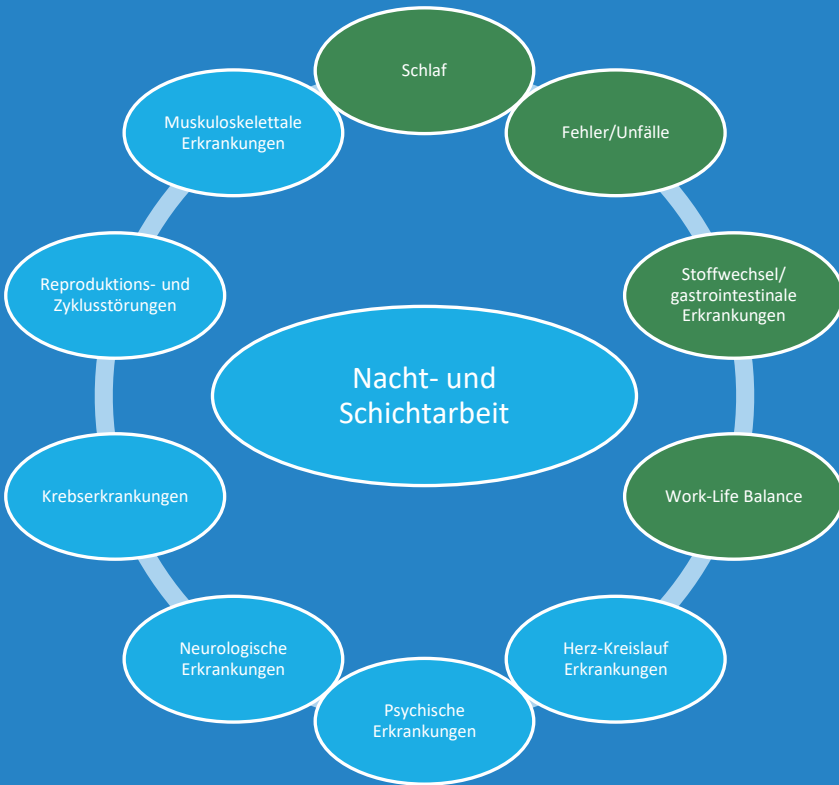 Schlaf
Fehler/Unfälle
Stoffwechsel/
gastrointestinale
Erkrankungen
Work-Life Balance
Herz-Kreislauf
Erkrankungen
Psychische
Erkrankungen
Neurologische
Erkrankungen
Krebserkrankungen
Reproduktions- und
Zyklusstörungen
Muskuloskelettale
Erkrankungen
Nacht- und
Schichtarbeit